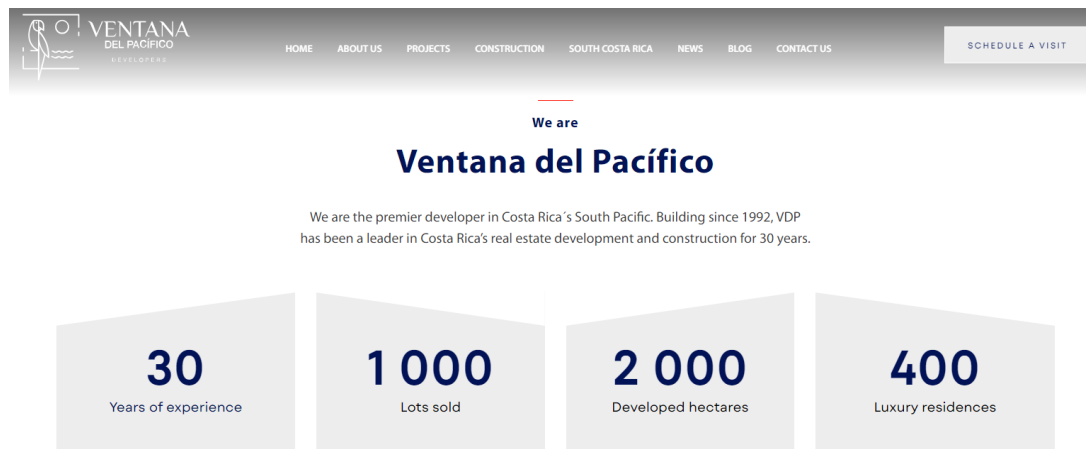 VENTANA
DEL PACÍFICO
DEVELOPERS
HOME ABOUT US PROJECTS CONSTRUCTION SOUTH COSTA RICA NEWS BLOG CONTACT US
SCHEDULE A VISIT
We are
Ventana del Pacífico
We are the premier developer in Costa Rica´s South Pacific. Building since 1992, VDP
has been a leader in Costa Rica’s real estate development and construction for 30 years.
30
Years of experience
1 000
Lots sold
2 000
Developed hectares
400
Luxury residences